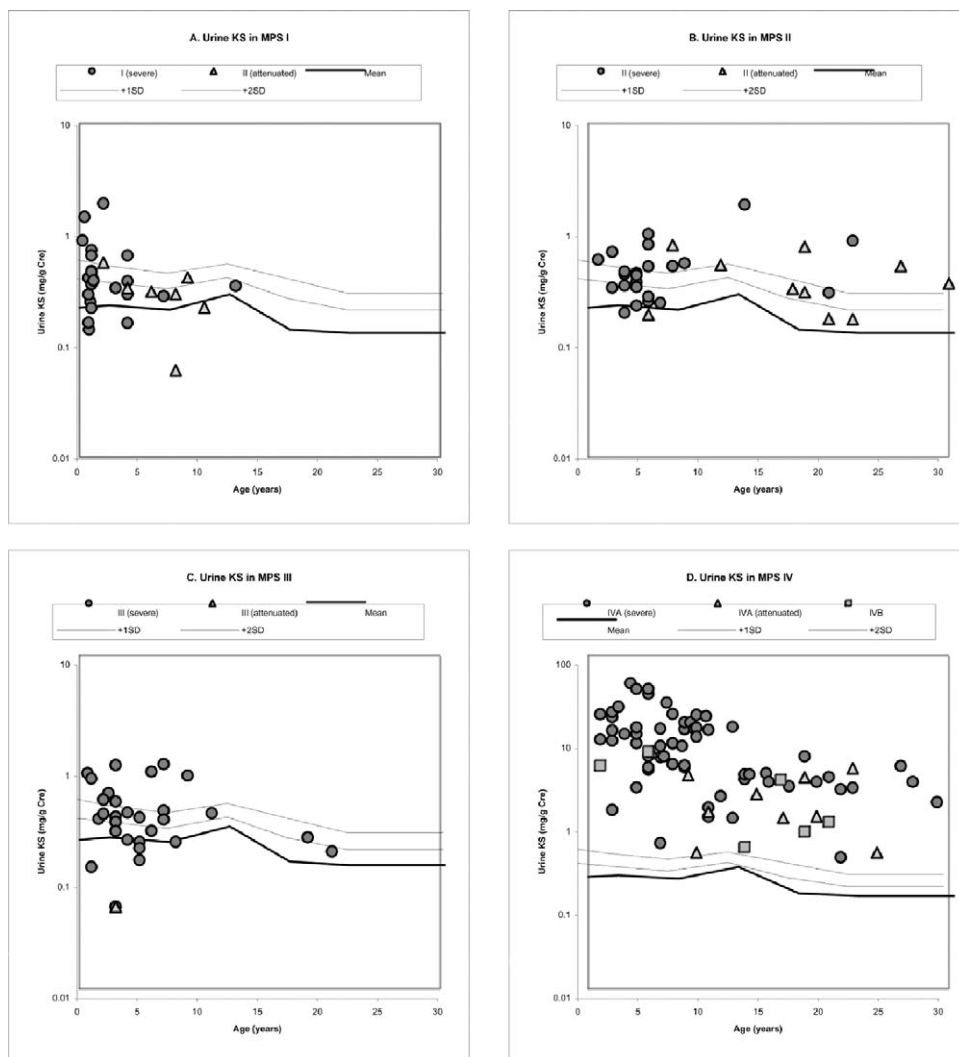 A. Urine KS in MPS I
I (severe) II (attenuated) Mean
+1SD +2SD
Urine KS (mg/g Cre)
10
1
0.1
0.01
0 5 10 15 20 25 30
Age (years)
B. Urine KS in MPS II
II (severe) II (attenuated) Mean
+1SD +2SD
Urine KS (mg/g Cre)
10
1
0.1
0.01
0 5 10 15 20 25 30
Age (years)
C. Urine KS in MPS III
III (severe) III (attenuated) Mean
+1SD +2SD
Urine KS (mg/g Cre)
10
1
0.1
0.01
0 5 10 15 20 25 30
Age (years)
D. Urine KS in MPS IV
IVA (severe) IVA (attenuated) IVB
Mean +1SD +2SD
Urine KS (mg/g Cre)
100
10
1
0.1
0.01
0 5 10 15 20 25 30
Age (years)